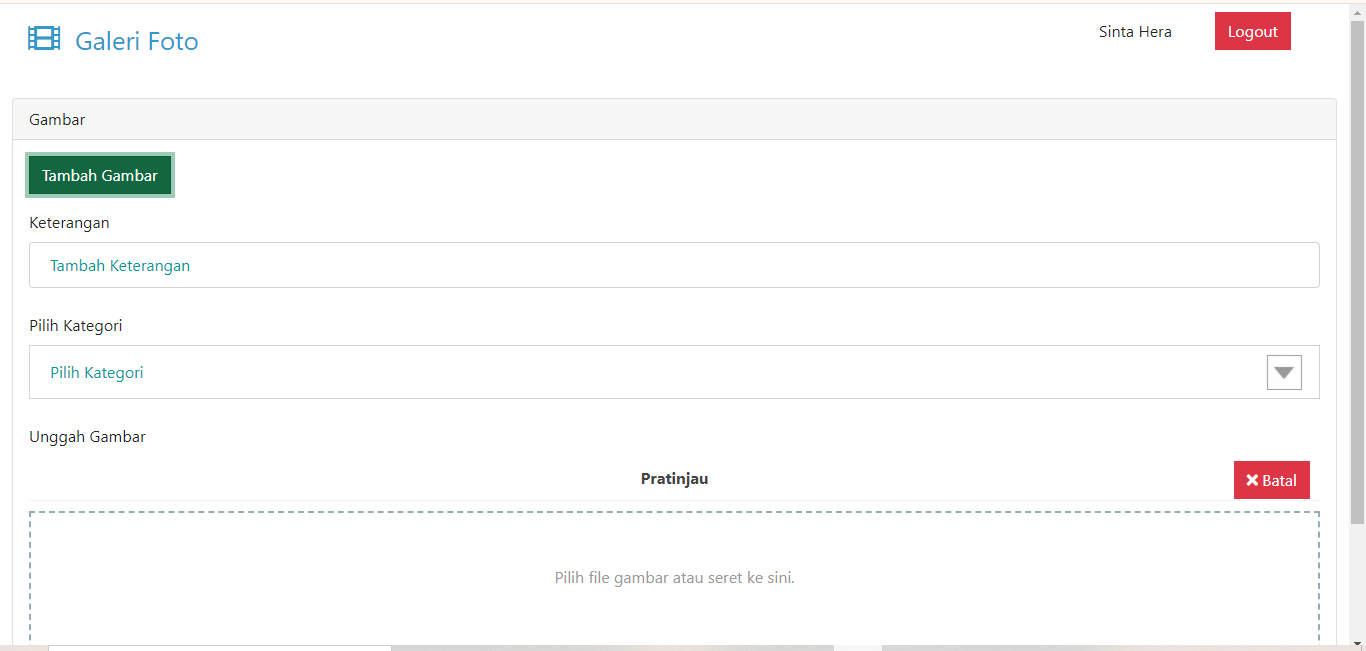 Galeri Foto
Sinta Hera
Logout
Gambar
Tambah Gambar
Keterangan
Tambah Keterangan
Pilih Kategori
Pilih Kategori
Unggah Gambar
Pratinjau
Batal
Pilih file gambar atau seret ke sini.